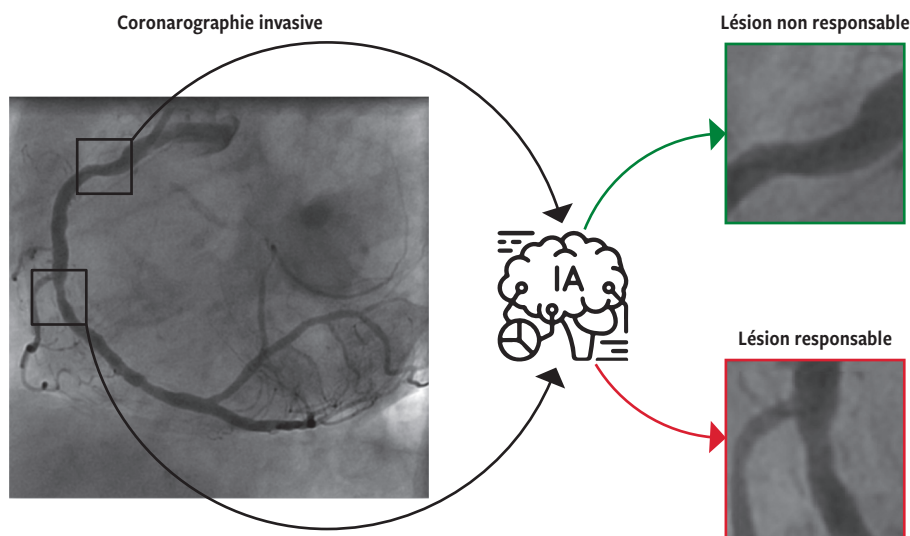 Coronarographie invasive
Lésion non responsable
IA
Lésion responsable